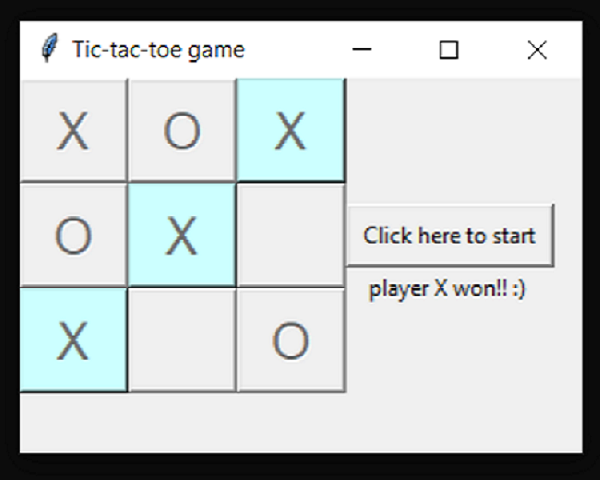 Tic-tac-toe game
X O X
O X
Click here to start
player X won!! :)
X O